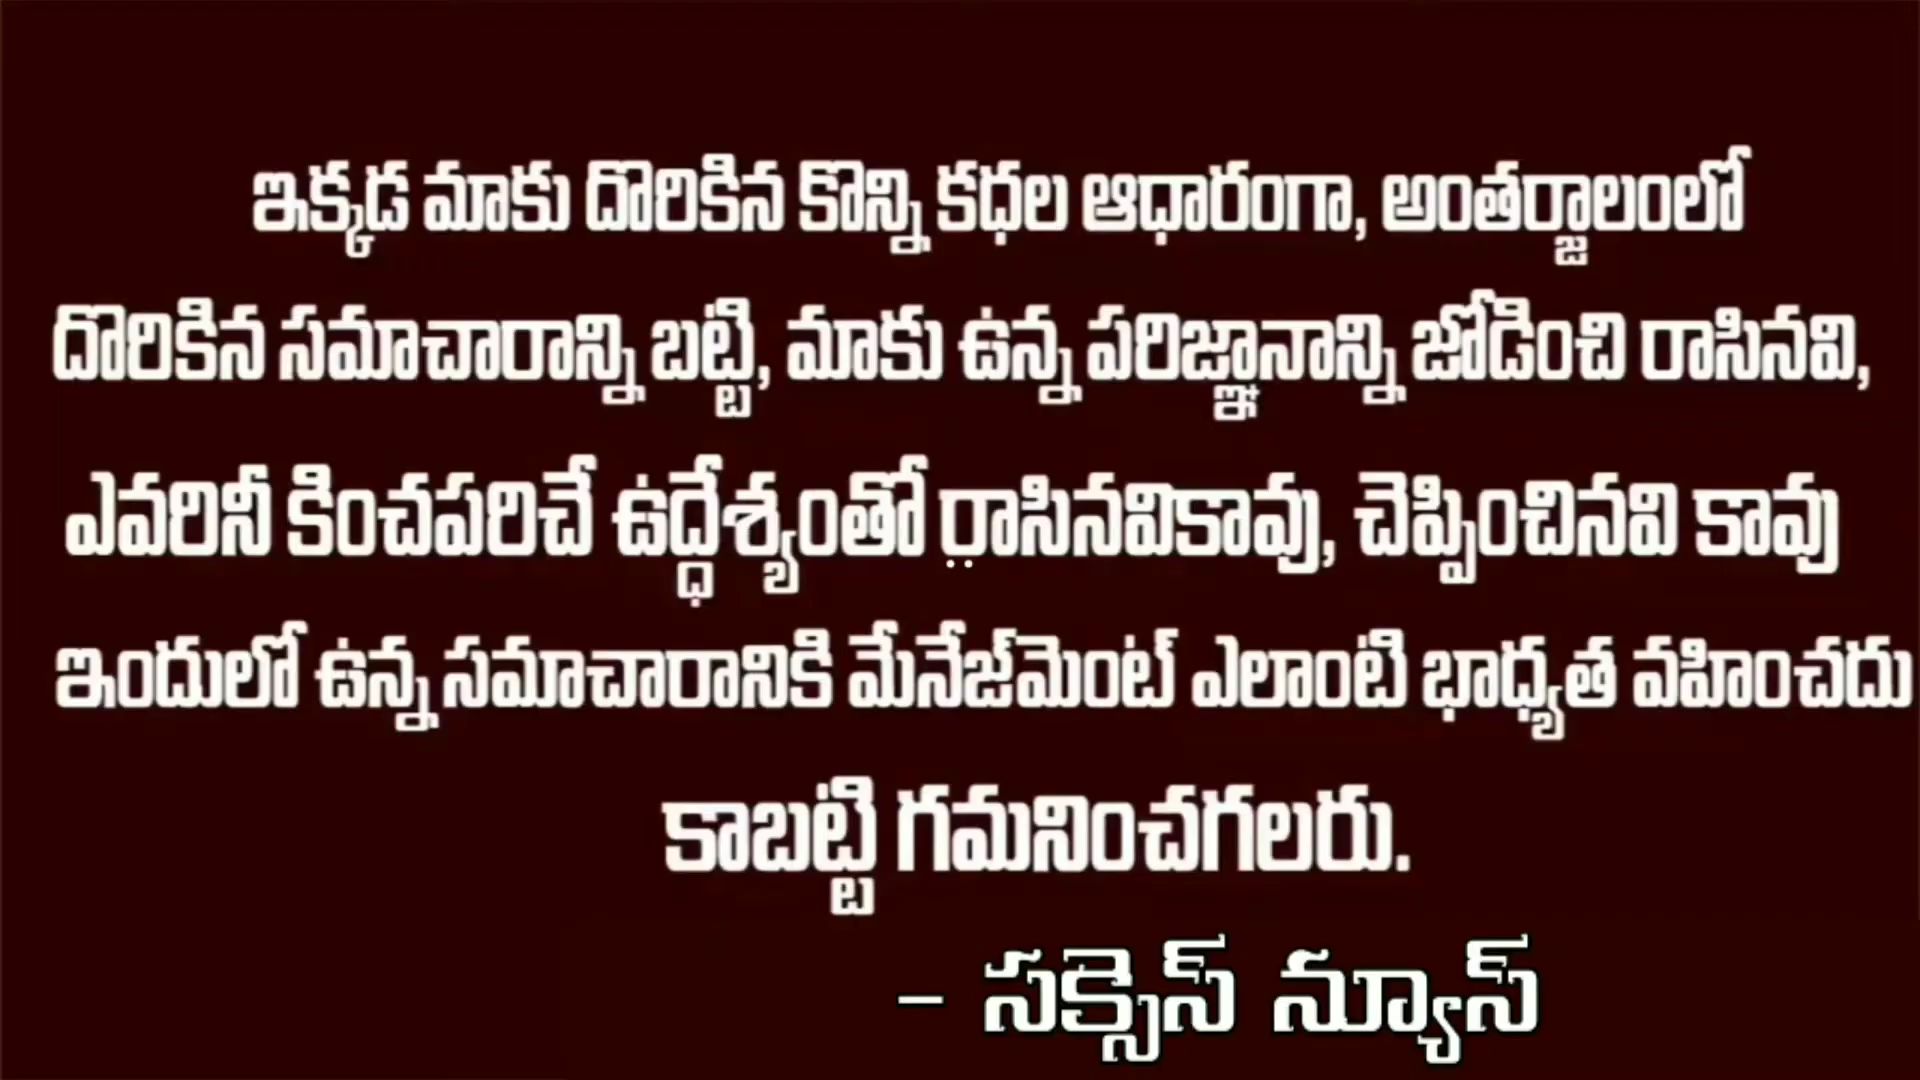 ఇక్కడ మాకు దొరికిన కొన్ని కధల ఆధారంగా, అంతర్జాలంలో
దొరికిన సమాచారాన్ని బట్టి, మాకు ఉన్న పరిజ్ఞానాన్ని జోడించి రాసినవి,
ఎవరినీ కించపరిచే ఉద్ధేశ్యంతో రాసినవికావు, చెప్పించినవి కావు
ఇందులో ఉన్న సమాచారానికి మేనేజ్‌మెంట్ ఎలాంటి భాధ్యత వహించదు
కాబట్టి గమనించగలరు.
- సక్సెస్ న్యూస్